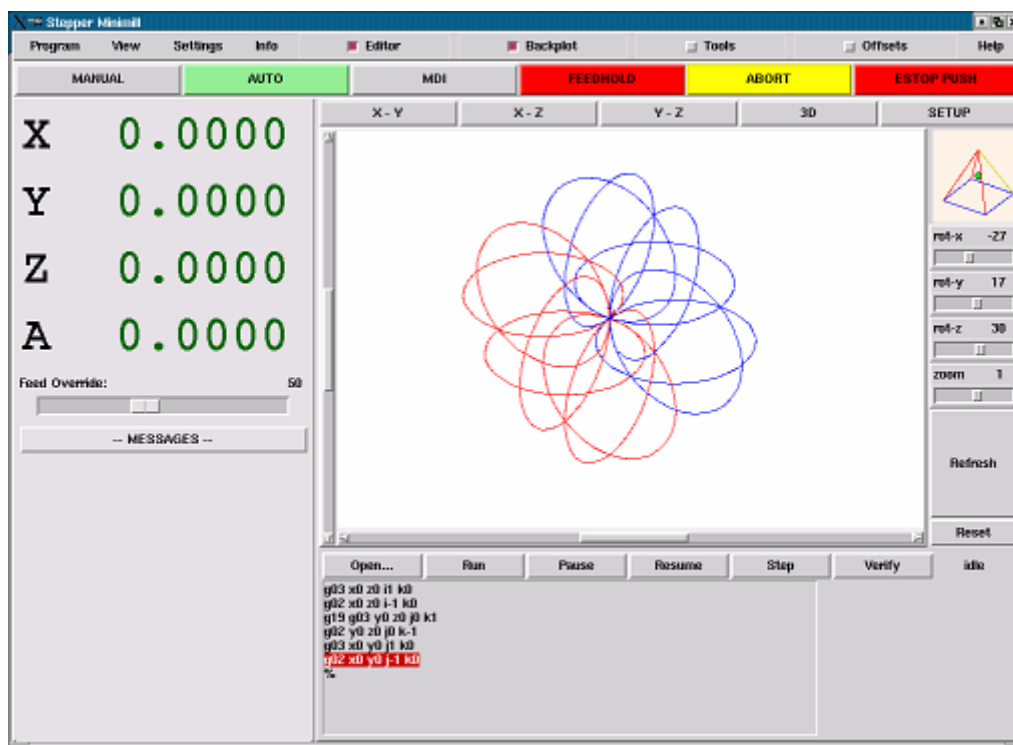 Stepper Minimill
Program View Settings Info Editor Backplot Tools Offsets Help
MANUAL AUTO MDI FEEDHOLD ABORT ESTOP PUSH
X 0.0000
Y 0.0000
Z 0.0000
A 0.0000
Feed Override: 50
-- MESSAGES --
X - Y X - Z Y - Z 3D SETUP
rot-x -27
rot-y 17
rot-z 30
zoom 1
Refresh
Reset
Open... Run Pause Resume Step Verify idle
g03 x0 z0 i1 k0
g02 x0 z0 i-1 k0
g19 g03 y0 z0 j0 k1
g02 y0 z0 j0 k-1
g03 x0 y0 j1 k0
g02 x0 y0 j-1 k0
%